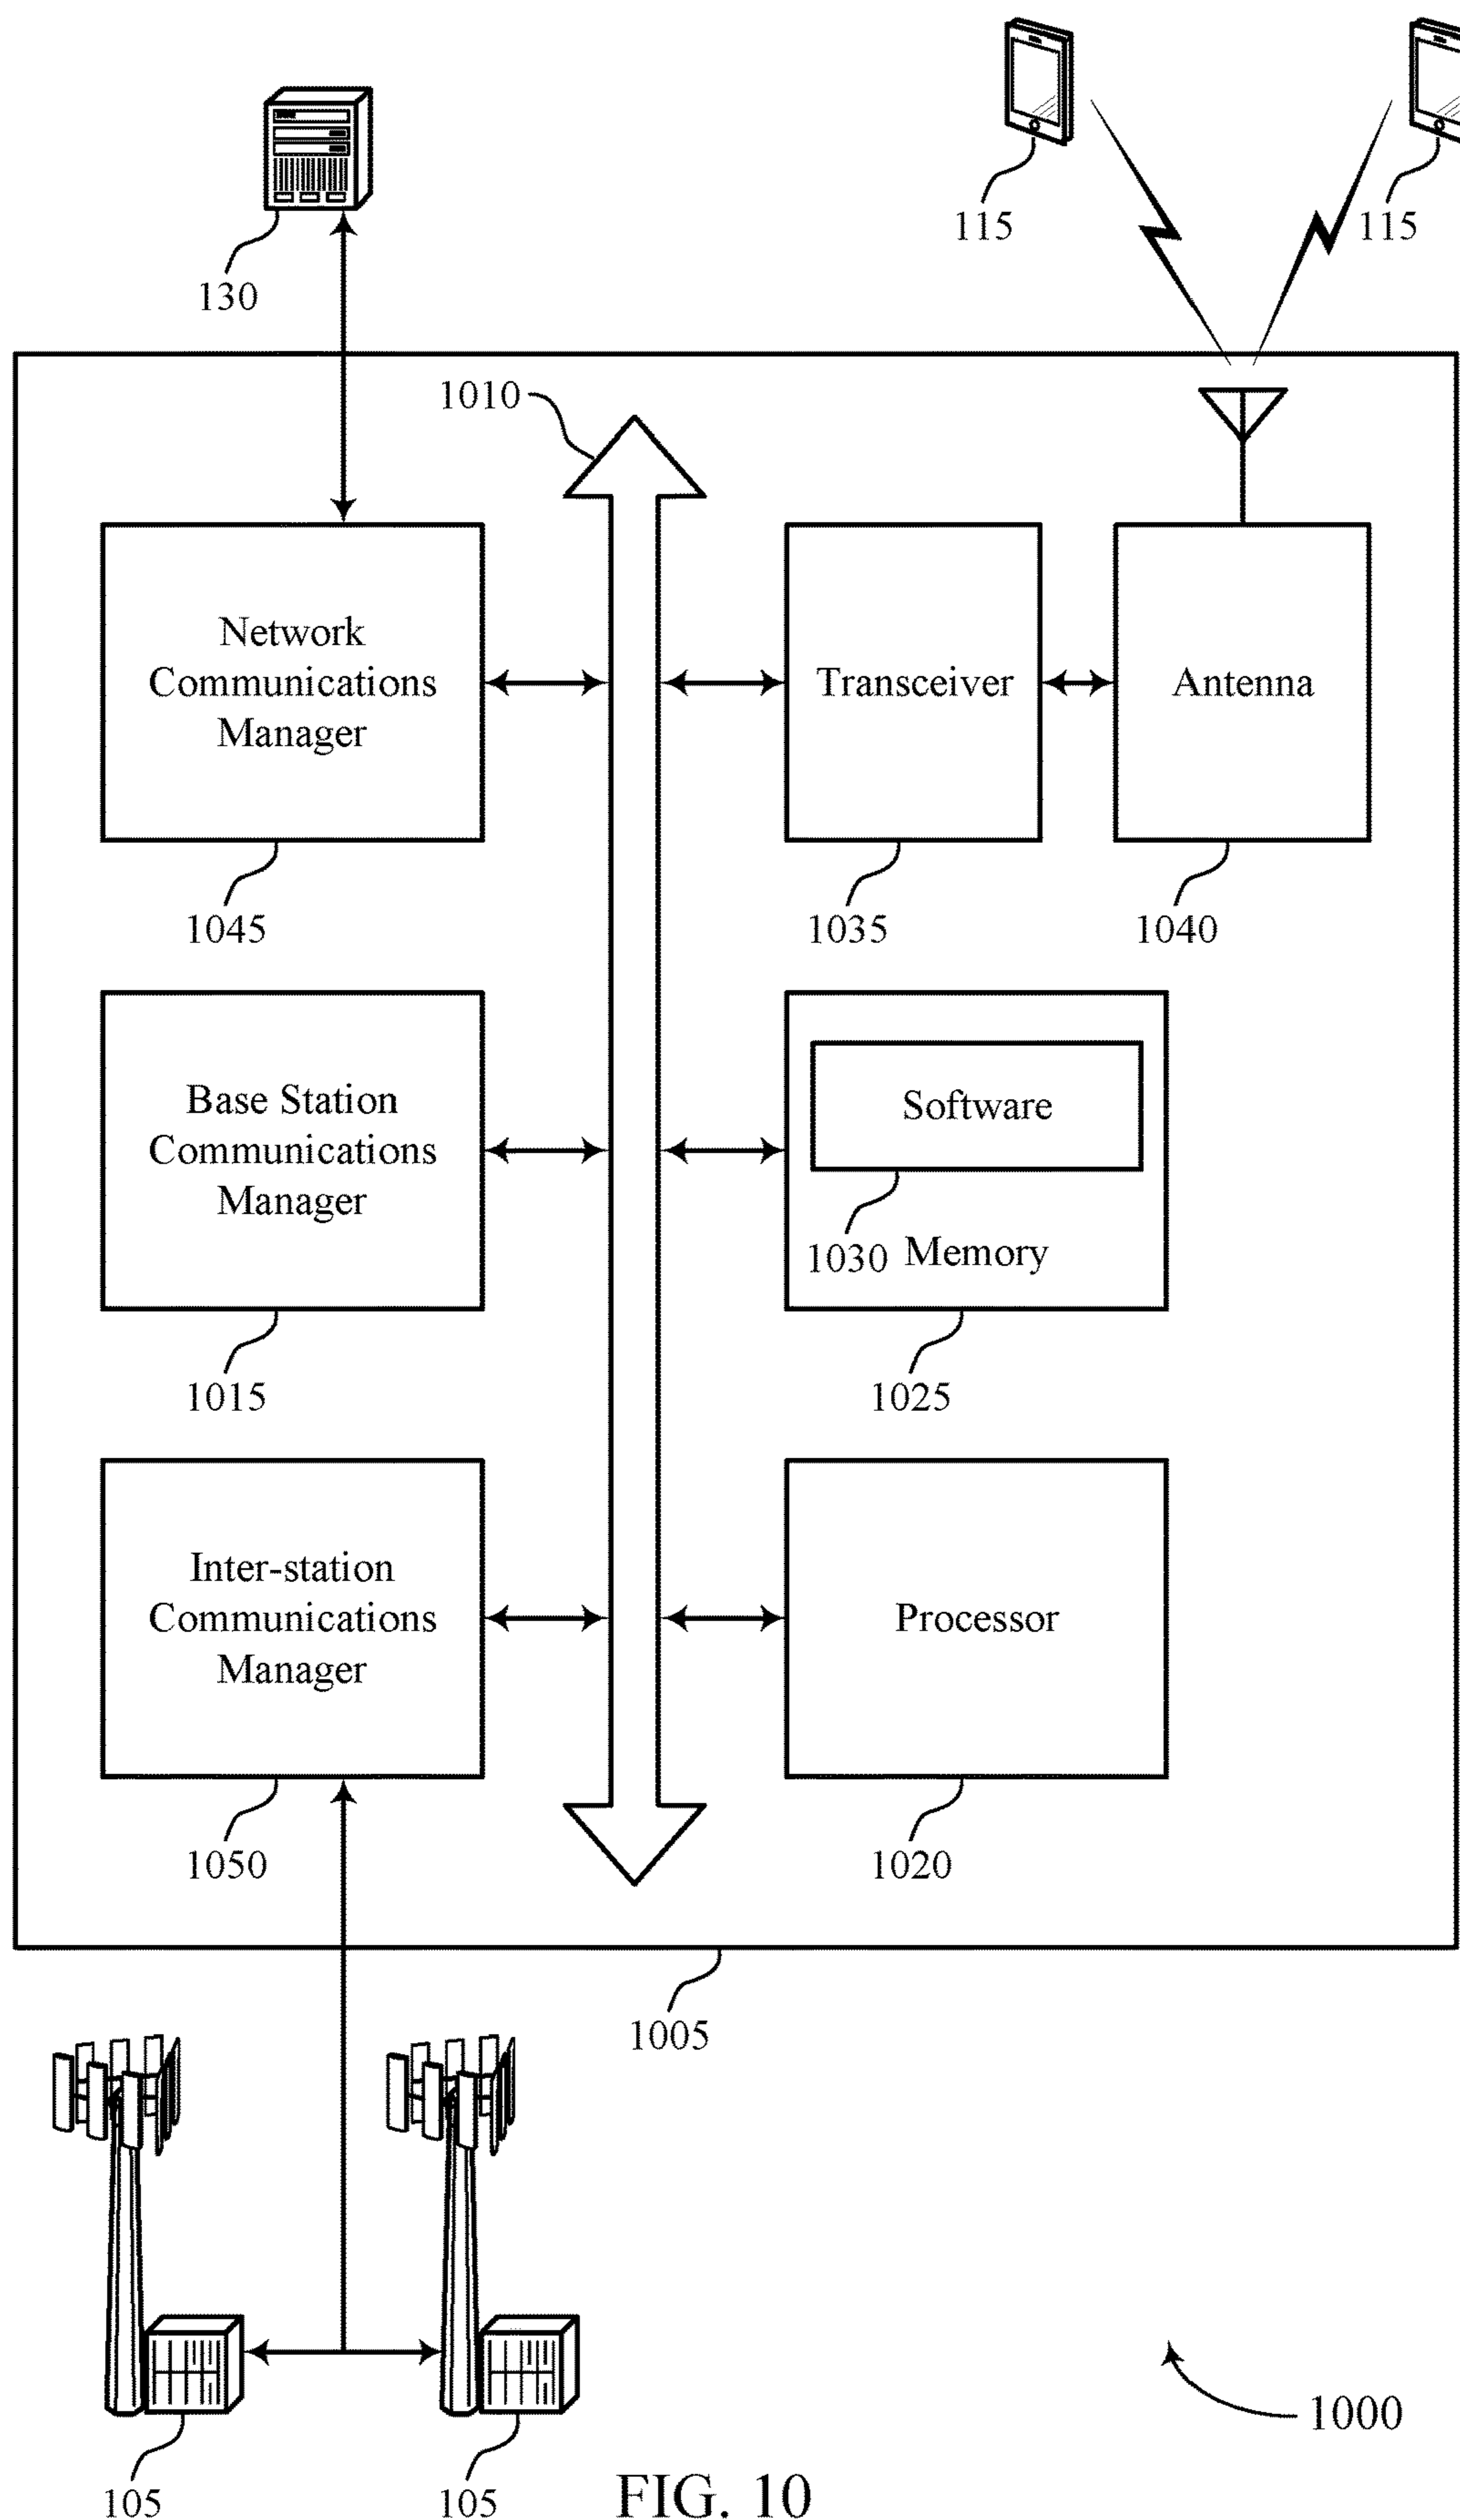 115
115
130
1010
Network
Communications
Manager
Transceiver
Antenna
1045
1035
1040
Base Station
Communications
Manager
Software
1030
Memory
1015
1025
Inter-station
Communications
Manager
Processor
1050
1020
1005
1000
105
105
FIG. 10